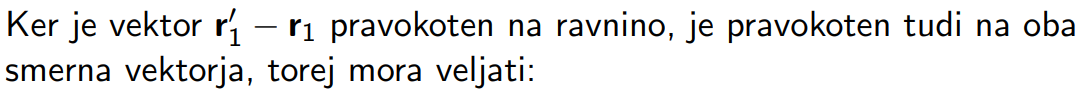 Ker je vektor r′₁ − r₁ pravokoten na ravnino, je pravokoten tudi na oba
smerna vektorja, torej mora veljati: